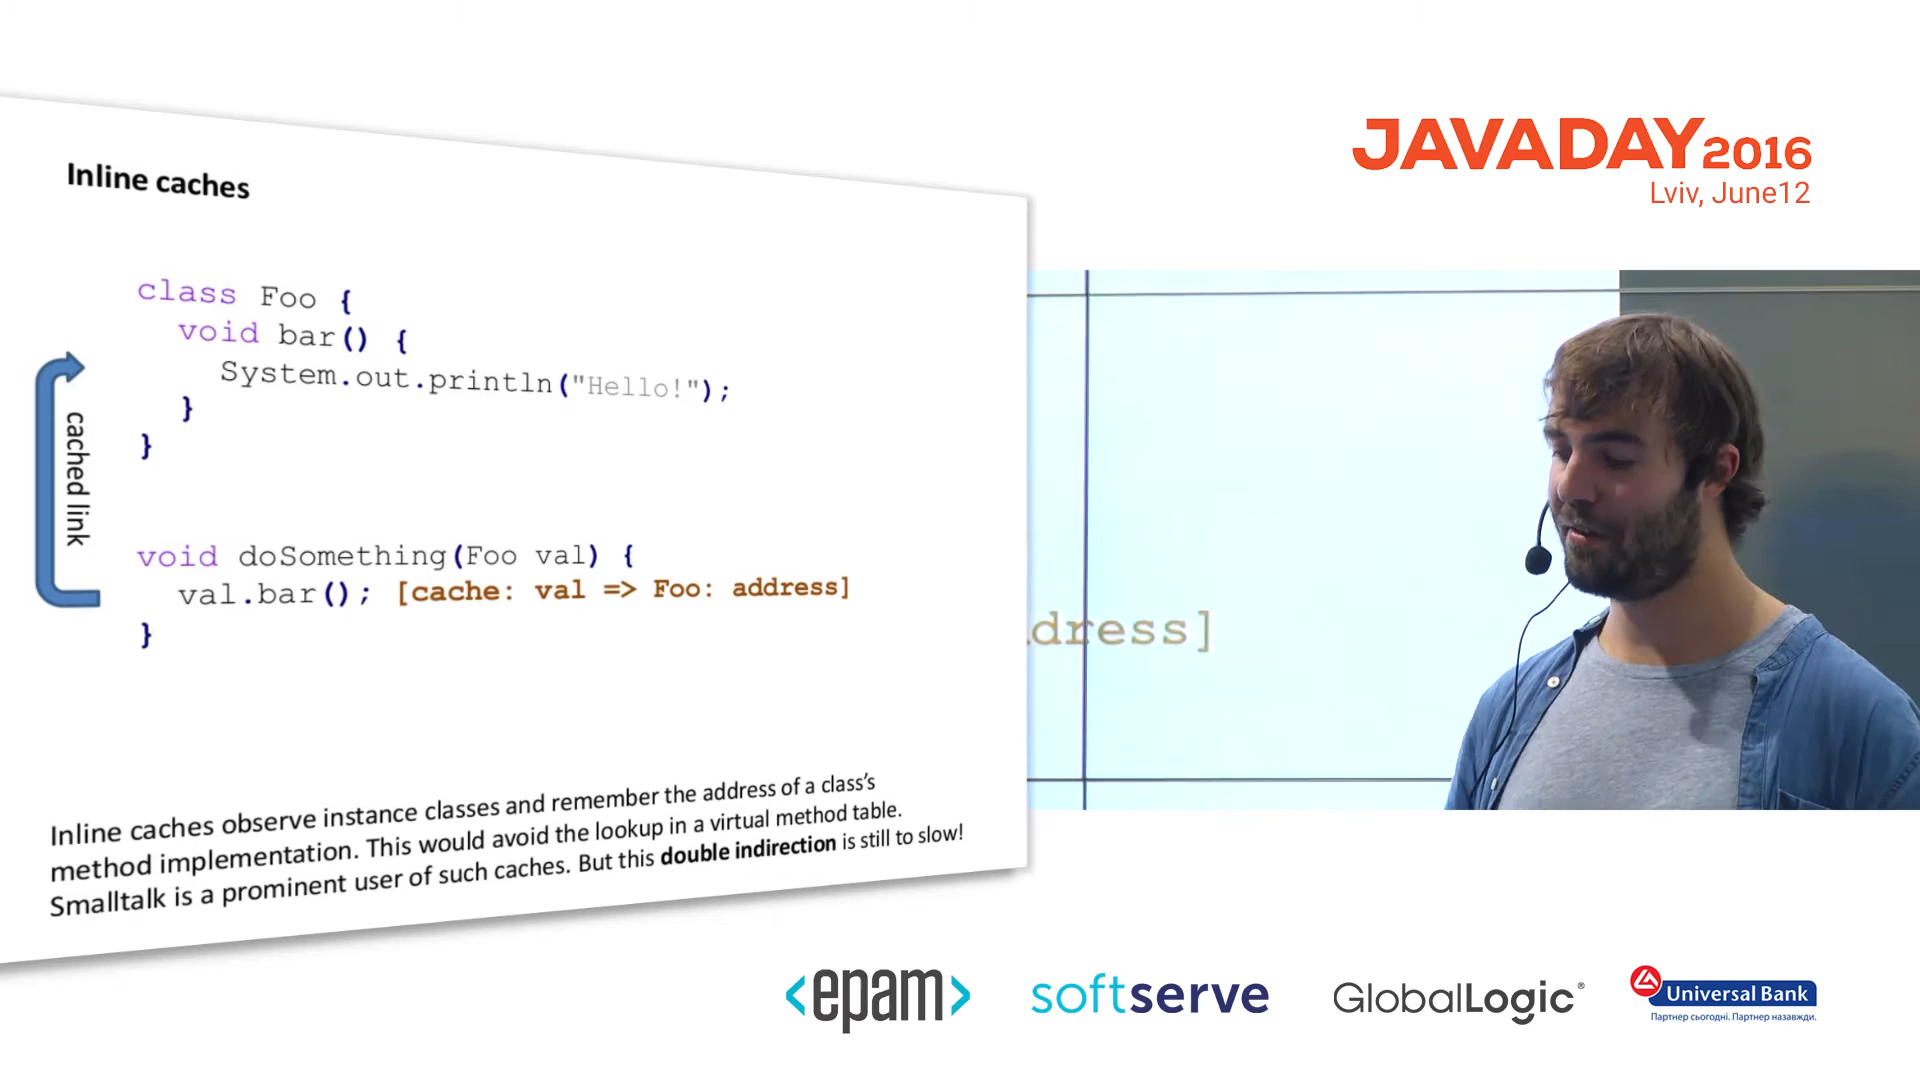 Inline caches
class Foo {
void bar() {
System.out.println("Hello!");
}
}
cached link
void doSomething(Foo val) {
val.bar(); [cache: val => Foo: address]
}
Inline caches observe instance classes and remember the address of a class's
method implementation. This would avoid the lookup in a virtual method table.
Smalltalk is a prominent user of such caches. But this double indirection is still to slow!
JAVADAY2016
Lviv, June12
dress]
<epam>
softserve
GlobalLogic®
Universal Bank
Партнер сьогодні. Партнер назавжди.